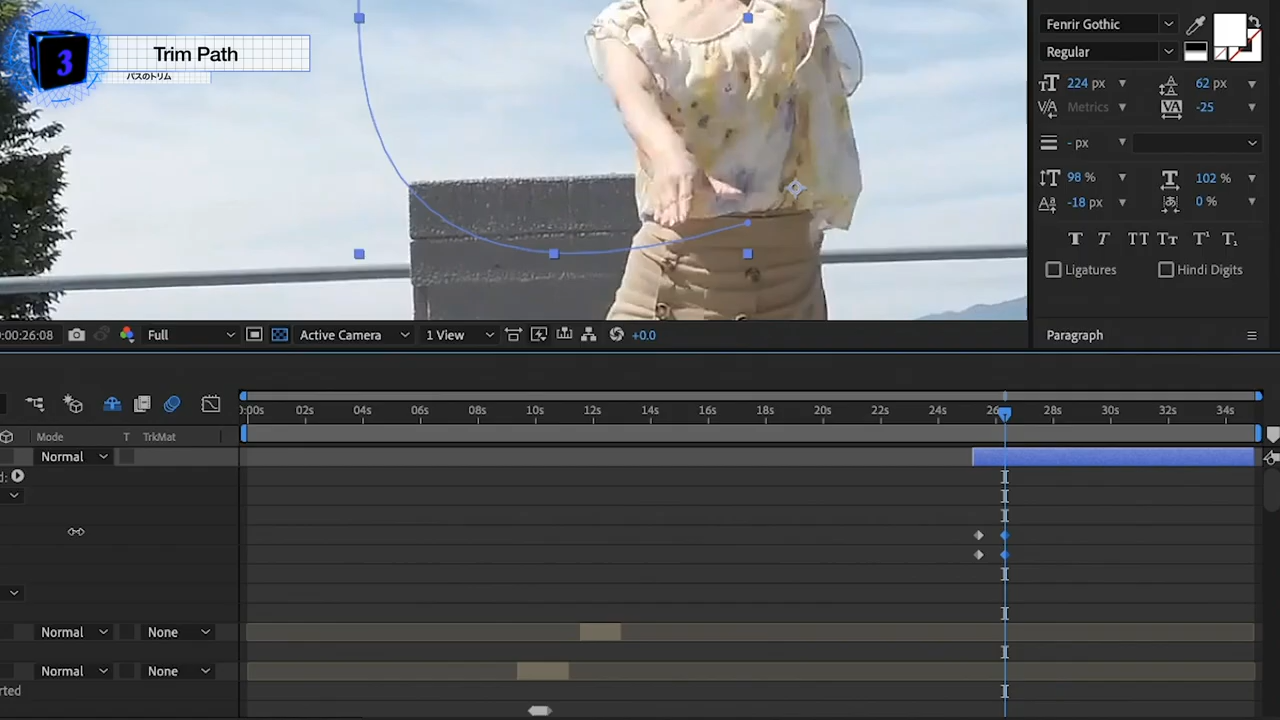 3
Trim Path
パスのトリム
Fenrir Gothic
Regular
224 px
62 px
Metrics
-25
- px
98 %
102 %
-18 px
0 %
Ligatures
Hindi Digits
0:00:26:08
Full
Active Camera
1 View
+0.0
Paragraph
0:00s 02s 04s 06s 08s 10s 12s 14s 16s 18s 20s 22s 24s 26s 28s 30s 32s 34s
Mode T TrkMat
Normal
d:
Normal None
Normal None
rted